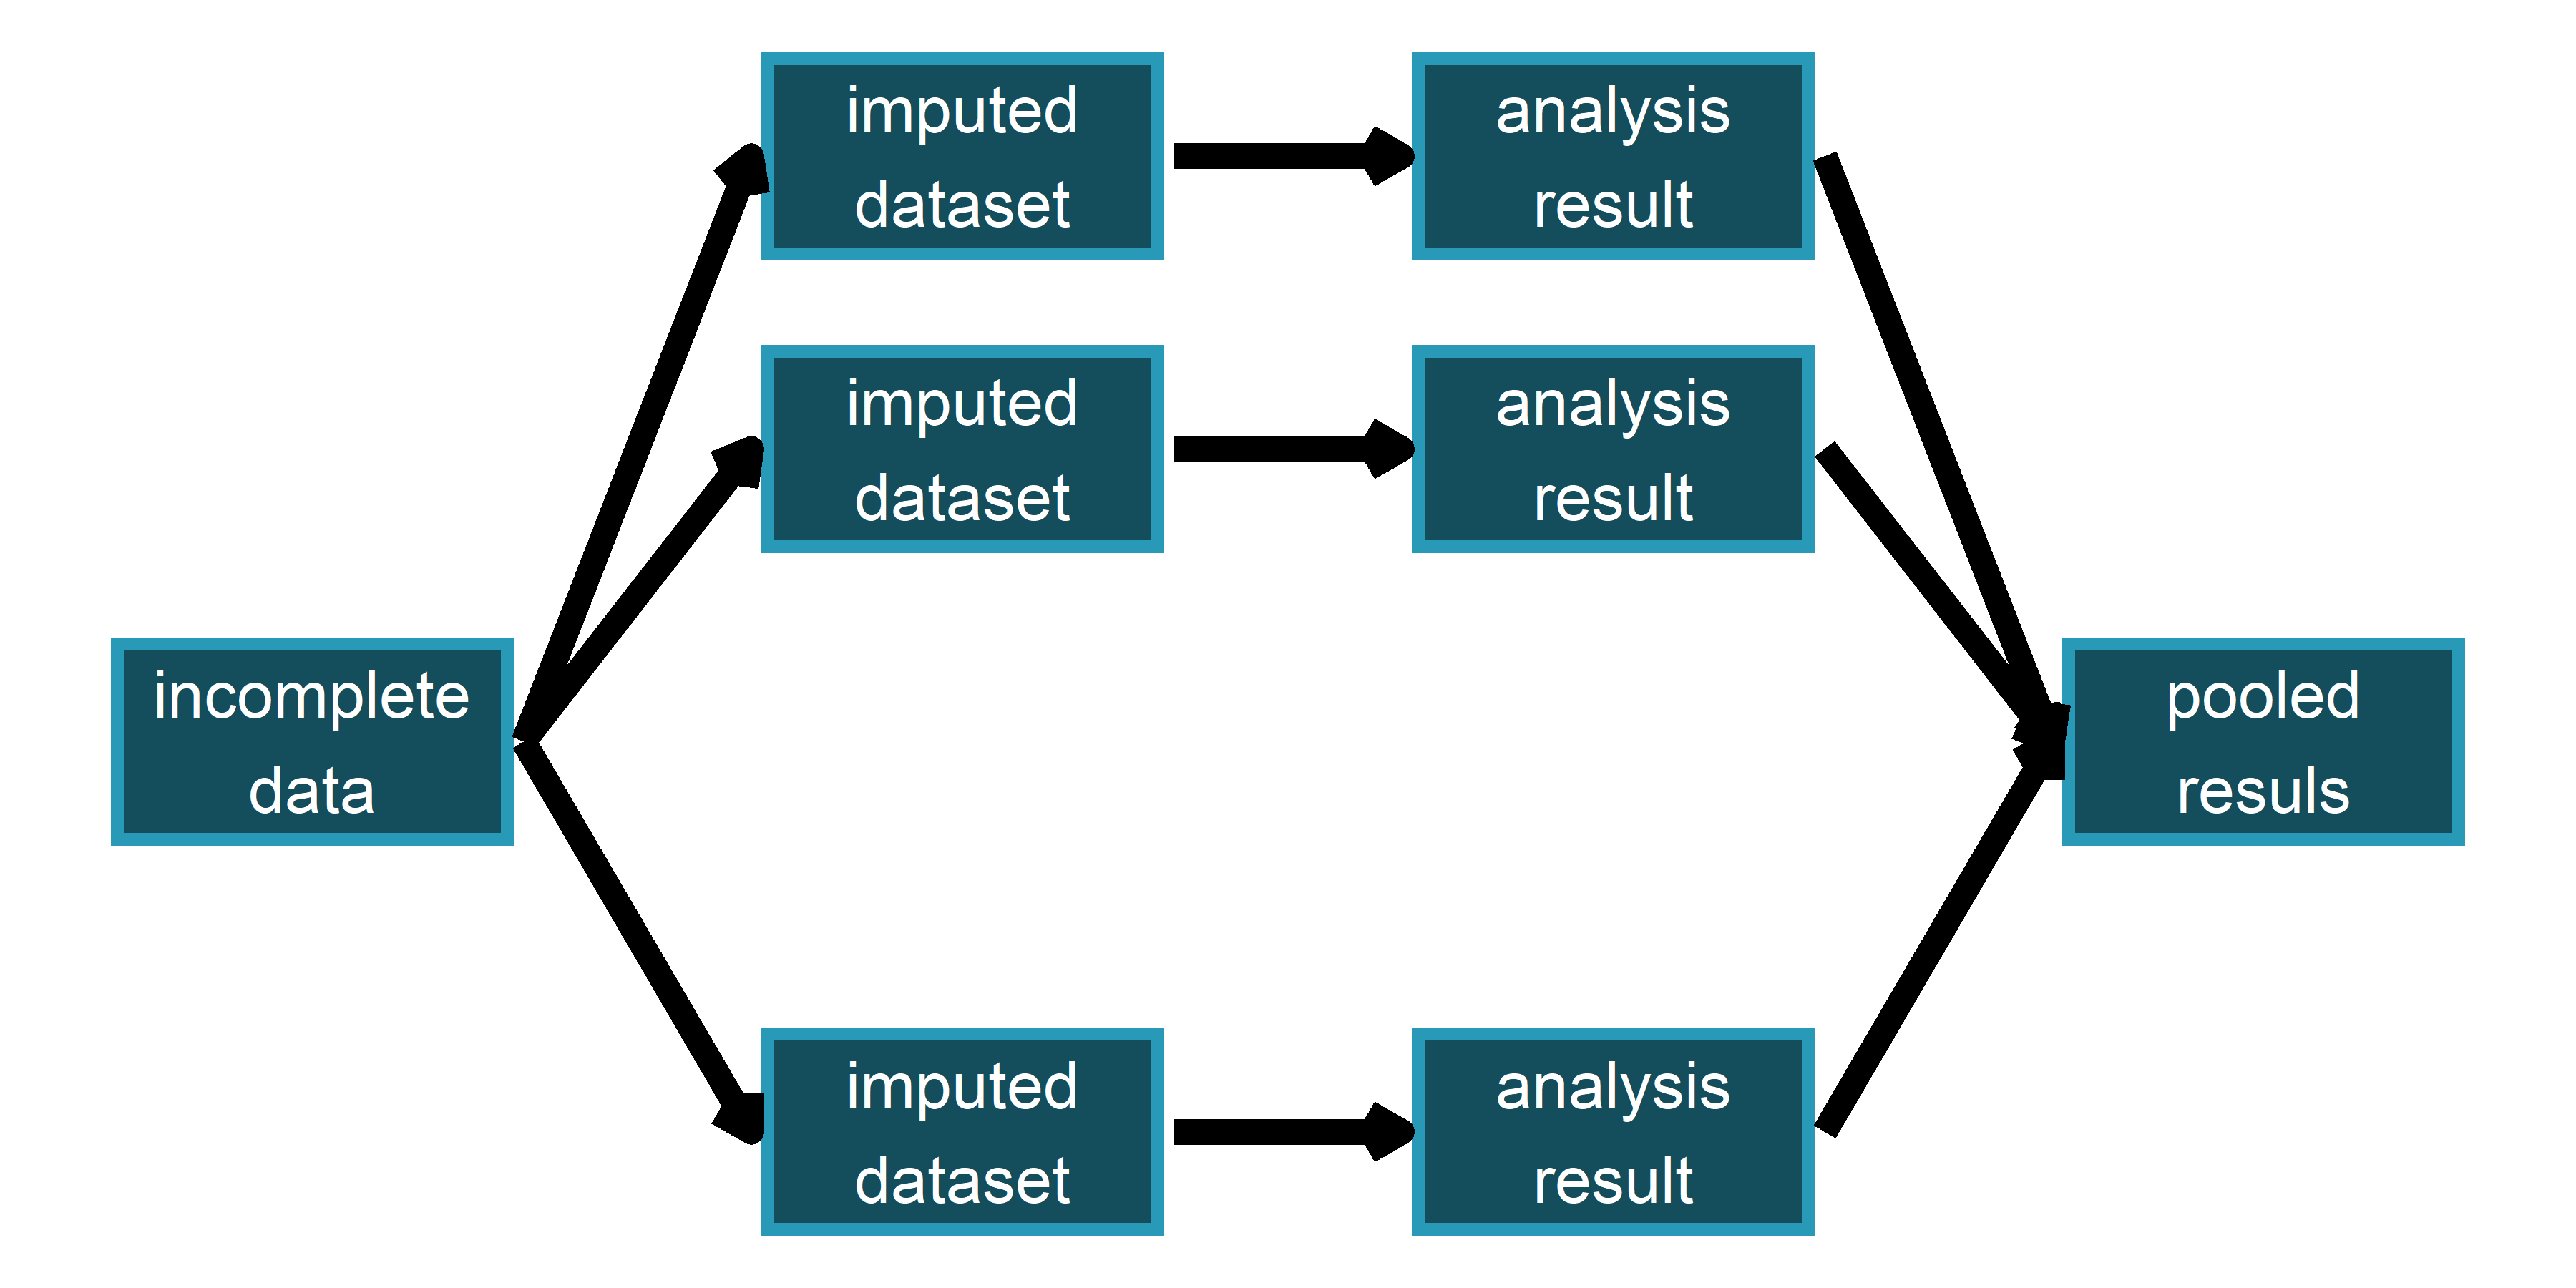 imputed
dataset
analysis
result
imputed
dataset
analysis
result
incomplete
data
pooled
resuls
imputed
dataset
analysis
result